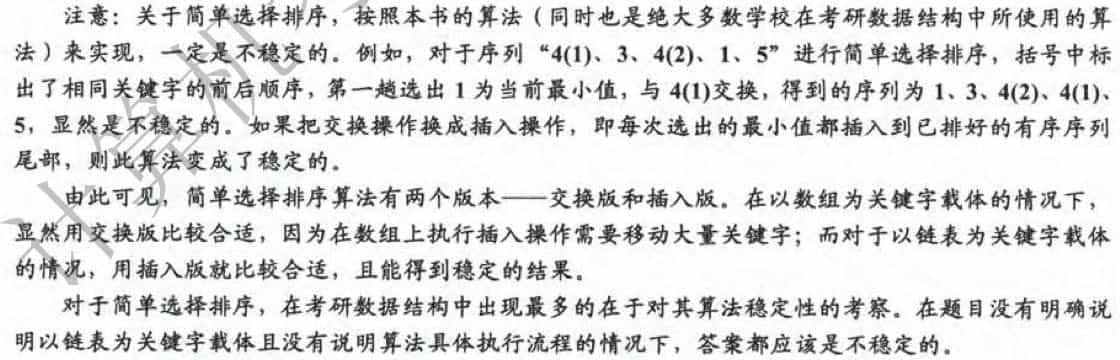 注意：关于简单选择排序，按照本书的算法（同时也是绝大多数学校在考研数据结构中所使用的算
法）来实现，一定是不稳定的。例如，对于序列“4(1)、3、4(2)、1、5”进行简单选择排序，括号中标
出了相同关键字的前后顺序，第一趟选出 1 为当前最小值，与 4(1)交换，得到的序列为 1、3、4(2)、4(1)、
5，显然是不稳定的。如果把交换操作换成插入操作，即每次选出的最小值都插入到已排好的有序序列
尾部，则此算法变成了稳定的。
由此可见，简单选择排序算法有两个版本——交换版和插入版。在以数组为关键字载体的情况下，
显然用交换版比较合适，因为在数组上执行插入操作需要移动大量关键字；而对于以链表为关键字载体
的情况，用插入版就比较合适，且能得到稳定的结果。
对于简单选择排序，在考研数据结构中出现最多的在于对其算法稳定性的考察。在题目没有明确说
明以链表为关键字载体且没有说明算法具体执行流程的情况下，答案都应该是不稳定的。
计算机